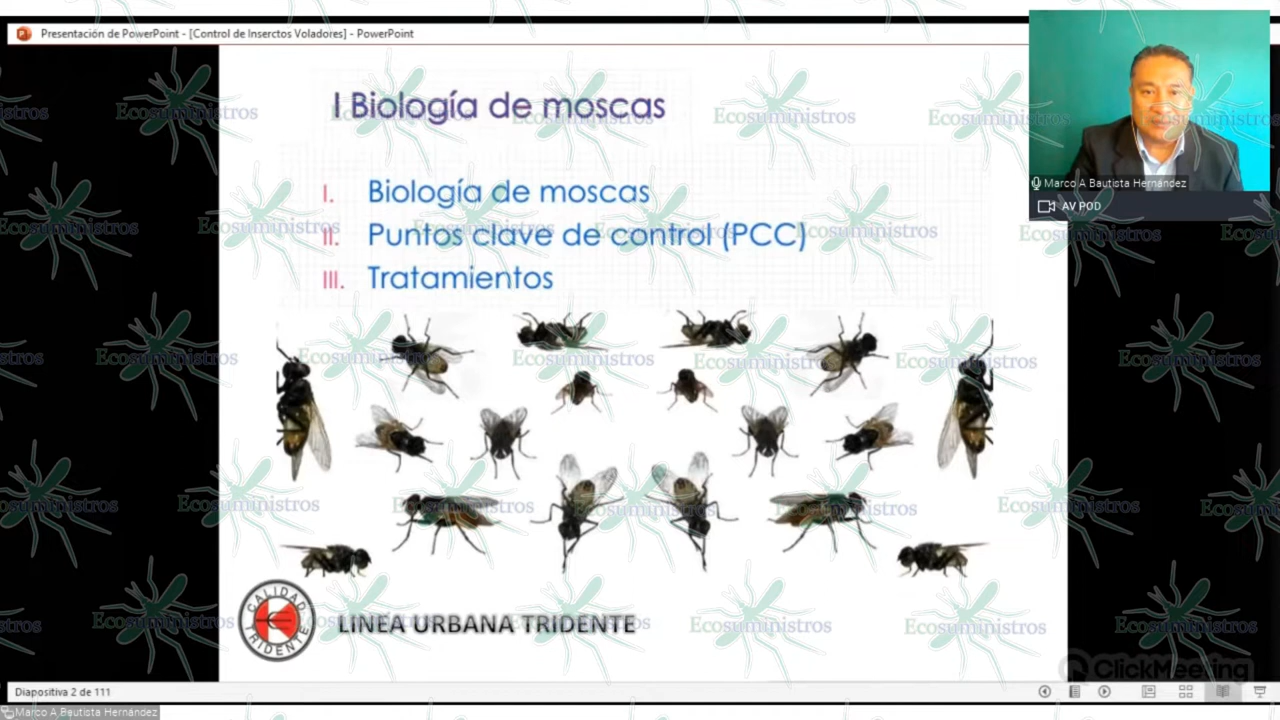 Presentación de PowerPoint - [Control de Inserctos Voladores] - PowerPoint
I Biología de moscas
I. Biología de moscas
II. Puntos clave de control (PCC)
III. Tratamientos
Marco A Bautista Hernández
AV POD
Ecosuministros
CALIDAD TRIDENTE
LINEA URBANA TRIDENTE
ClickMeeting
Diapositiva 2 de 111
Marco A Bautista Hernández